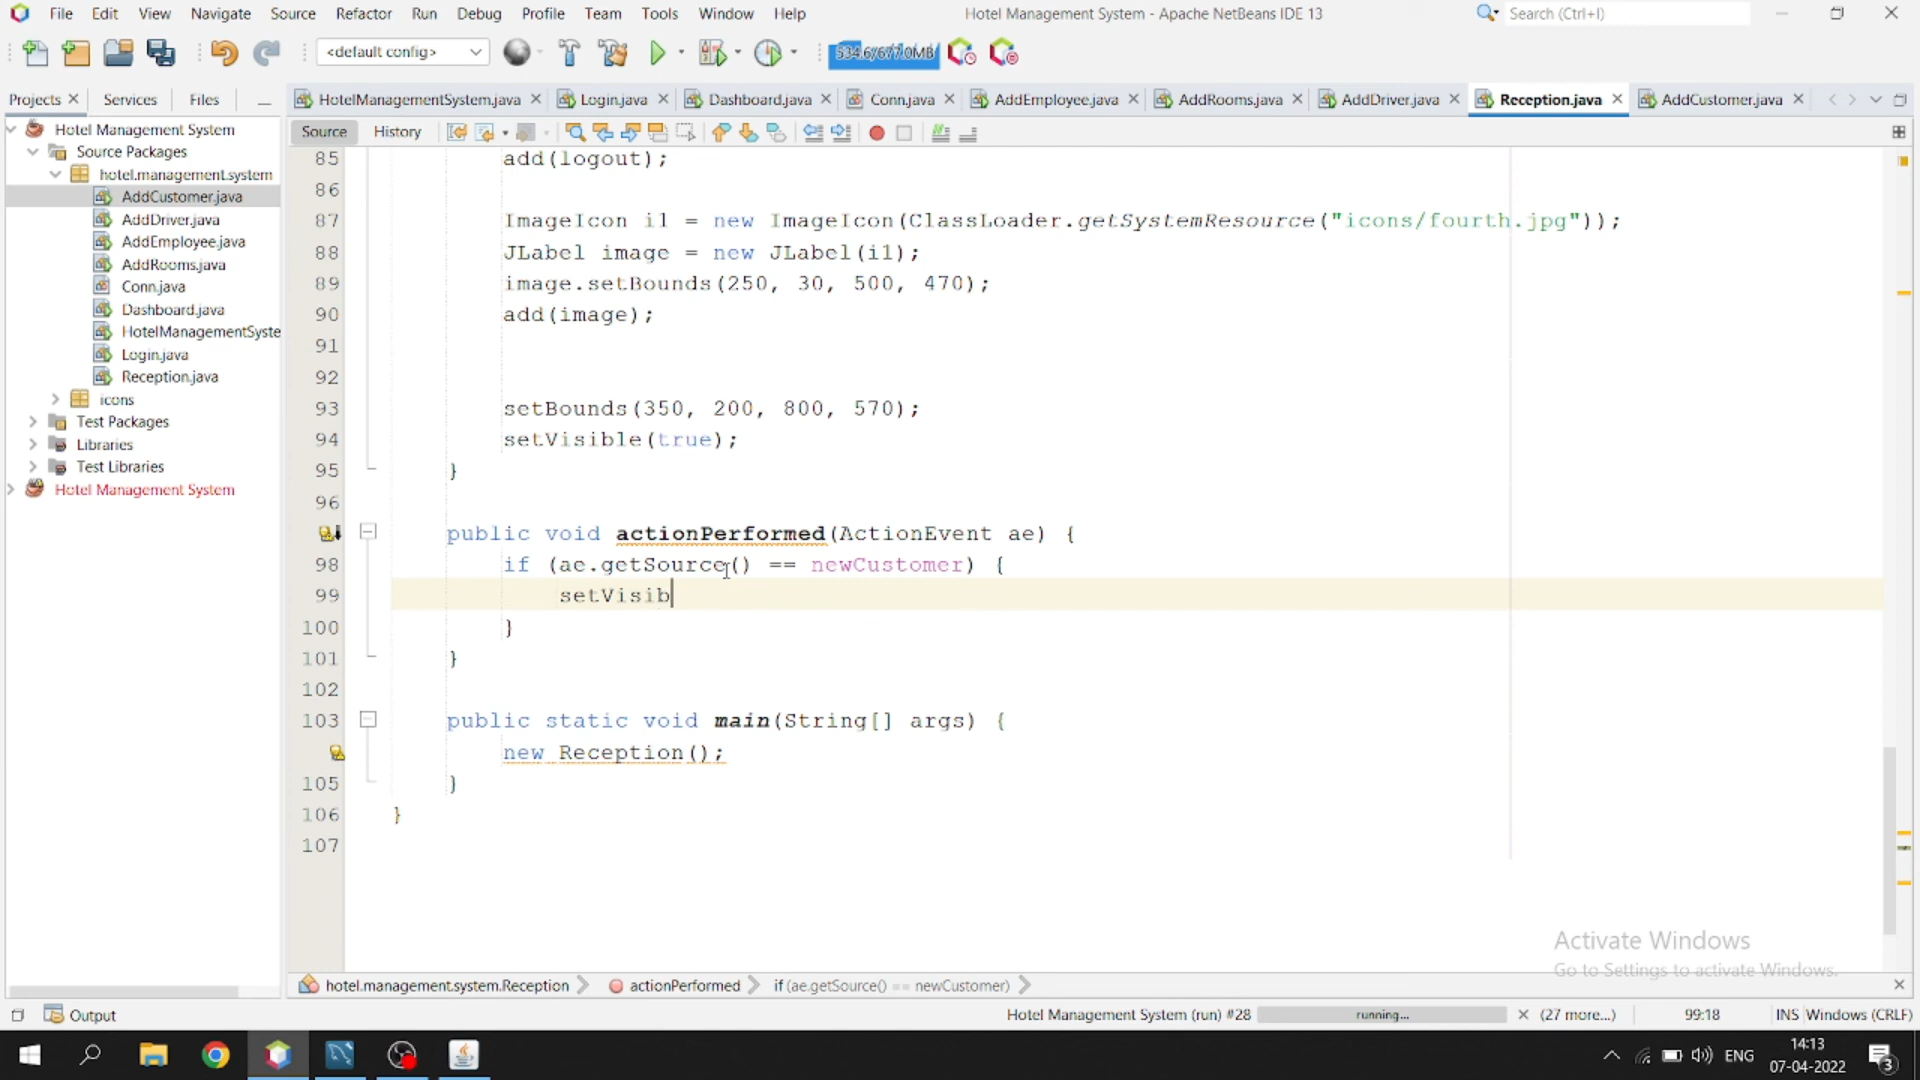 File Edit View Navigate Source Refactor Run Debug Profile Team Tools Window Help
Hotel Management System - Apache NetBeans IDE 13
Search (Ctrl+I)
<default config>
534.6/677.0MB
Projects Services Files
HotelManagementSystem.java Login.java Dashboard.java Conn.java AddEmployee.java AddRooms.java AddDriver.java Reception.java AddCustomer.java
Source History
Hotel Management System
Source Packages
hotel.management.system
AddCustomer.java
AddDriver.java
AddEmployee.java
AddRooms.java
Conn.java
Dashboard.java
HotelManagementSyste
Login.java
Reception.java
icons
Test Packages
Libraries
Test Libraries
Hotel Management System
85 add(logout);
86
87 ImageIcon i1 = new ImageIcon(ClassLoader.getSystemResource("icons/fourth.jpg"));
88 JLabel image = new JLabel(i1);
89 image.setBounds(250, 30, 500, 470);
90 add(image);
91
92
93 setBounds(350, 200, 800, 570);
94 setVisible(true);
95 }
96
public void actionPerformed(ActionEvent ae) {
98 if (ae.getSource() == newCustomer) {
99 setVisib
100 }
101 }
102
103 public static void main(String[] args) {
new Reception();
105 }
106 }
107
Activate Windows
Go to Settings to activate Windows.
hotel.management.system.Reception actionPerformed if (ae.getSource() == newCustomer)
Output
Hotel Management System (run) #28 running... (27 more...) 99:18 INS Windows (CRLF)
ENG
14:13
07-04-2022
3